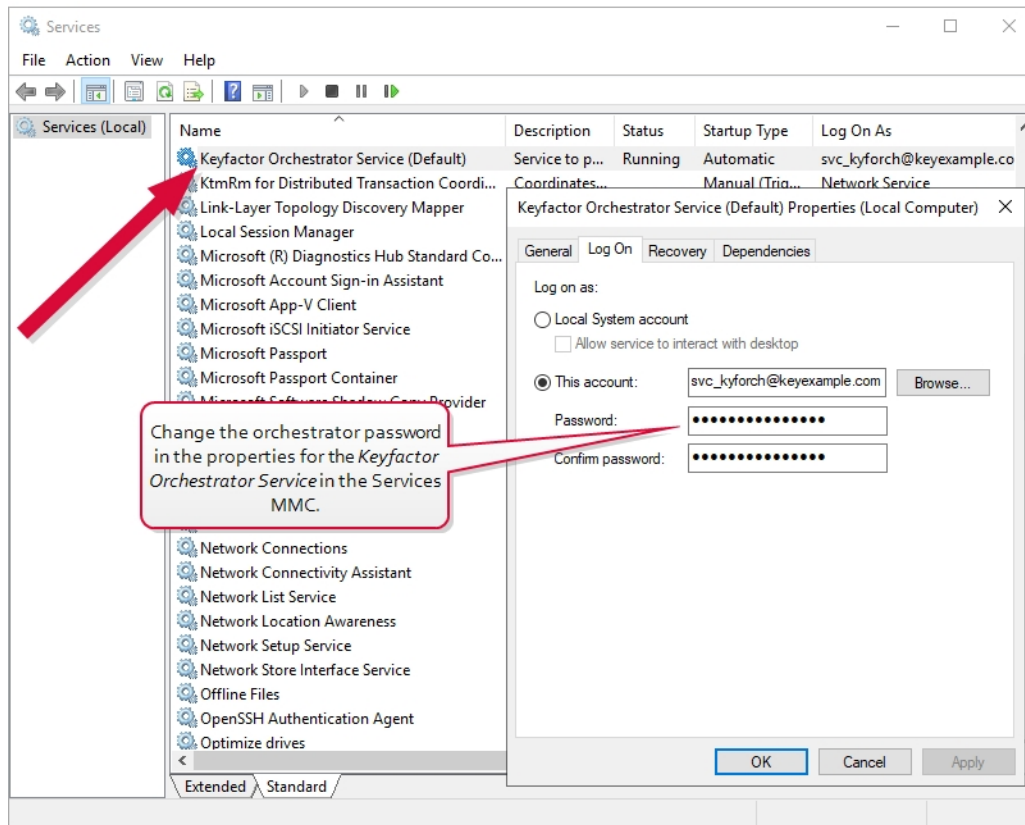 Services
File Action View Help
Services (Local)
Name Description Status Startup Type Log On As
Keyfactor Orchestrator Service (Default) Service to p... Running Automatic svc_kyforch@keyexample.co
KtmRm for Distributed Transaction Coordi... Coordinates... Manual (Trig... Network Service
Link-Layer Topology Discovery Mapper
Local Session Manager
Microsoft (R) Diagnostics Hub Standard Co...
Microsoft Account Sign-in Assistant
Microsoft App-V Client
Microsoft iSCSI Initiator Service
Microsoft Passport
Microsoft Passport Container
Microsoft Software Shadow Copy Provider
Change the orchestrator password
in the properties for the Keyfactor
Orchestrator Service in the Services
MMC.
Network Connections
Network Connectivity Assistant
Network List Service
Network Location Awareness
Network Setup Service
Network Store Interface Service
Offline Files
OpenSSH Authentication Agent
Optimize drives
Extended Standard
Keyfactor Orchestrator Service (Default) Properties (Local Computer)
General Log On Recovery Dependencies
Log on as:
Local System account
Allow service to interact with desktop
This account: svc_kyforch@keyexample.com Browse...
Password: •••••••••••••••
Confirm password: •••••••••••••••
OK Cancel Apply